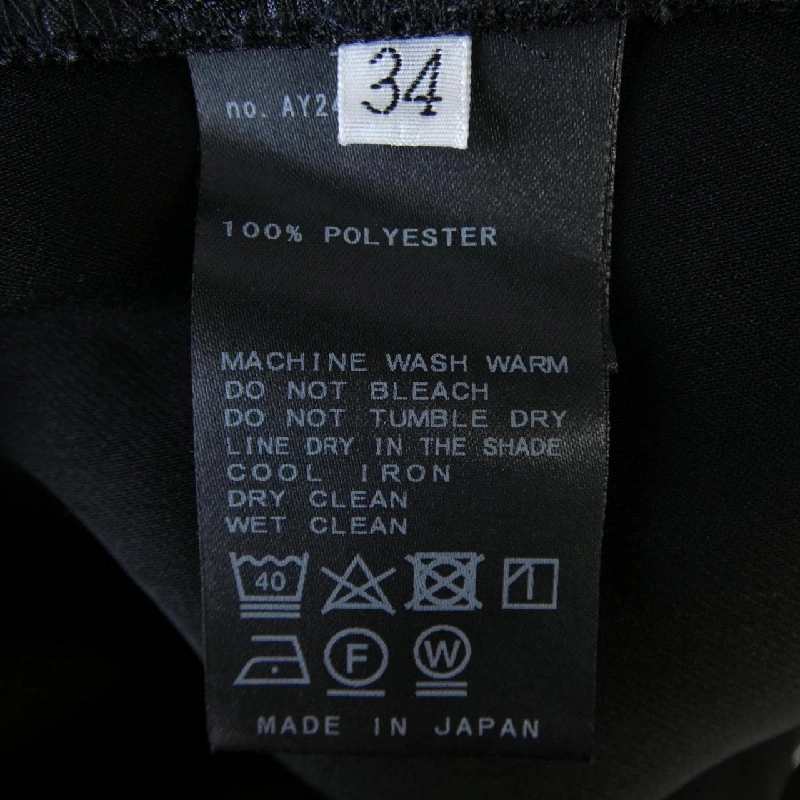 34
no. AY24
100% POLYESTER
MACHINE WASH WARM
DO NOT BLEACH
DO NOT TUMBLE DRY
LINE DRY IN THE SHADE
COOL IRON
DRY CLEAN
WET CLEAN
40
F W
MADE IN JAPAN